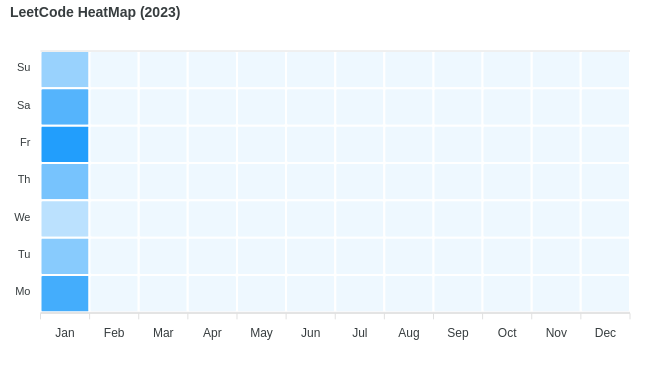 LeetCode HeatMap (2023)
Su
Sa
Fr
Th
We
Tu
Mo
Jan Feb Mar Apr May Jun Jul Aug Sep Oct Nov Dec